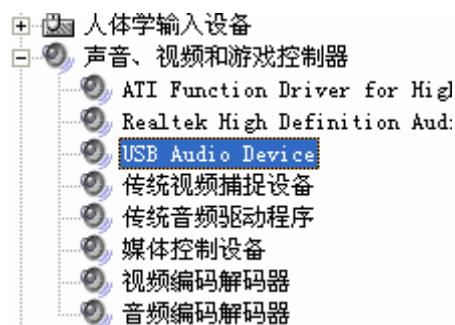 人体学输入设备
声音、视频和游戏控制器
ATI Function Driver for High
Realtek High Definition Audi
USB Audio Device
传统视频捕捉设备
传统音频驱动程序
媒体控制设备
视频编码解码器
音频编码解码器